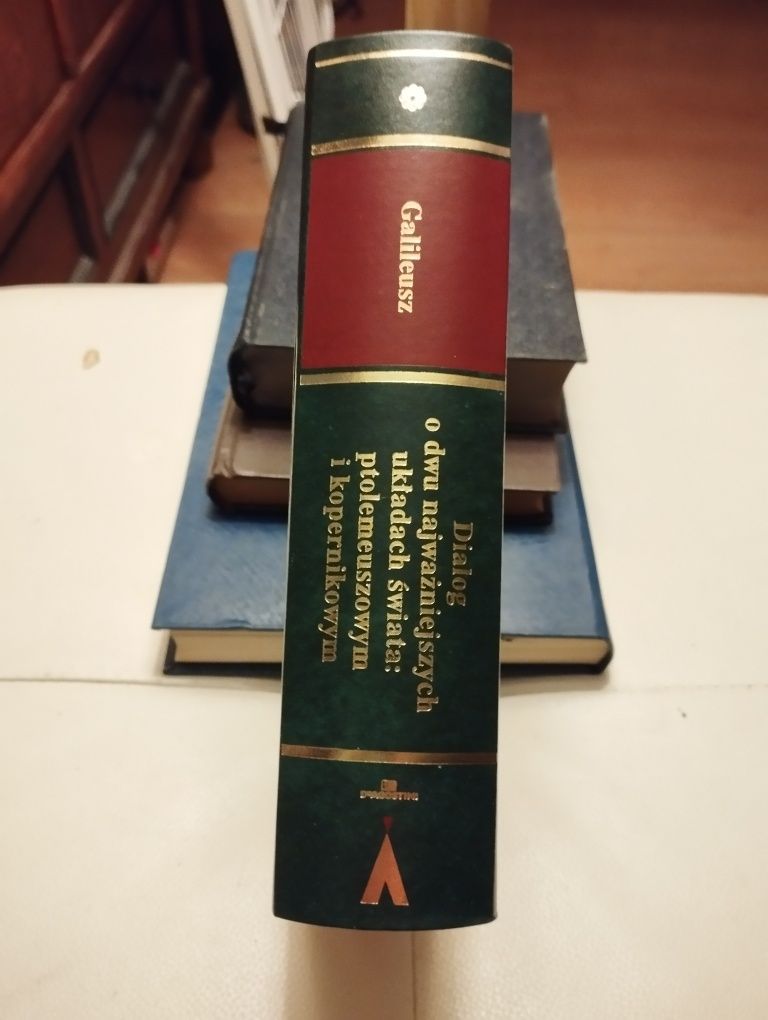 Galileusz
Dialog
o dwu najważniejszych
układach świata:
ptolemeuszowym
i kopernikowym
DeAGOSTINI